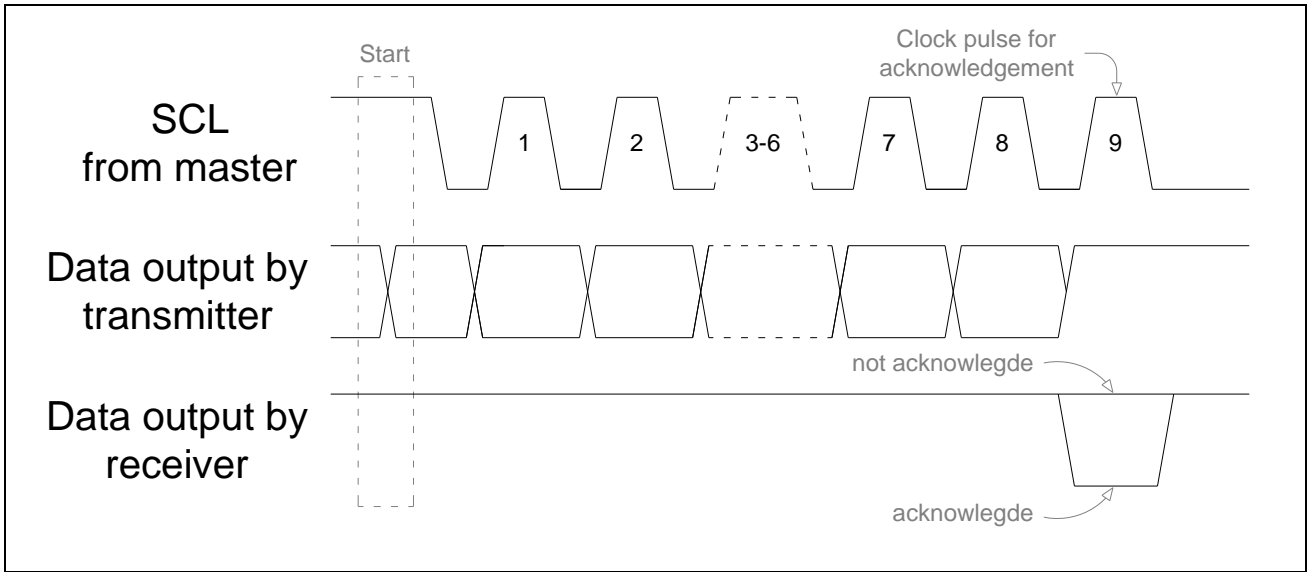 Start
Clock pulse for
acknowledgement
SCL
from master
1
2
3-6
7
8
9
Data output by
transmitter
not acknowlegde
Data output by
receiver
acknowlegde